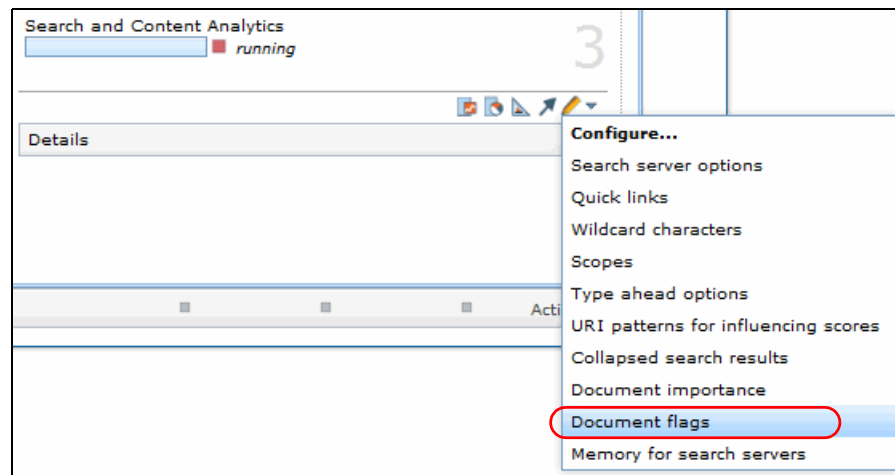 Search and Content Analytics
running
3
Details
Configure...
Search server options
Quick links
Wildcard characters
Scopes
Type ahead options
Acti
URI patterns for influencing scores
Collapsed search results
Document importance
Document flags
Memory for search servers